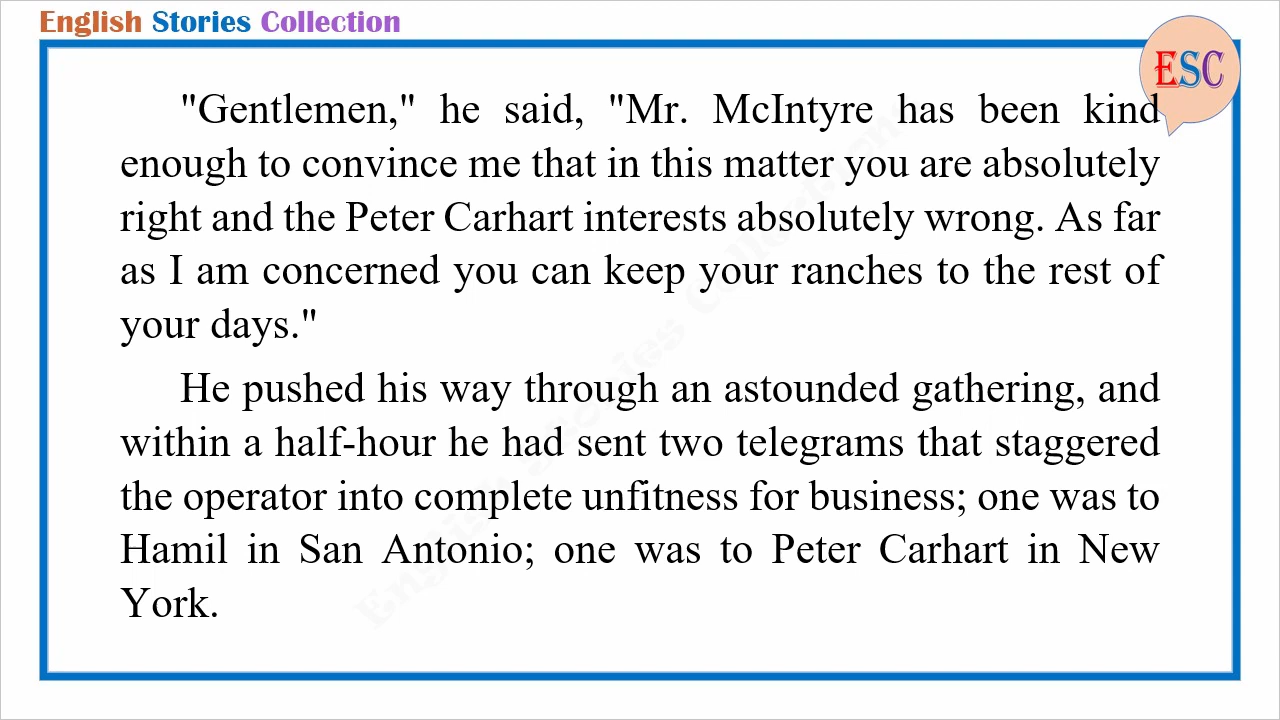 English Stories Collection
ESC
"Gentlemen," he said, "Mr. McIntyre has been kind
enough to convince me that in this matter you are absolutely
right and the Peter Carhart interests absolutely wrong. As far
as I am concerned you can keep your ranches to the rest of
your days."
He pushed his way through an astounded gathering, and
within a half-hour he had sent two telegrams that staggered
the operator into complete unfitness for business; one was to
Hamil in San Antonio; one was to Peter Carhart in New
York.
English Stories Collection